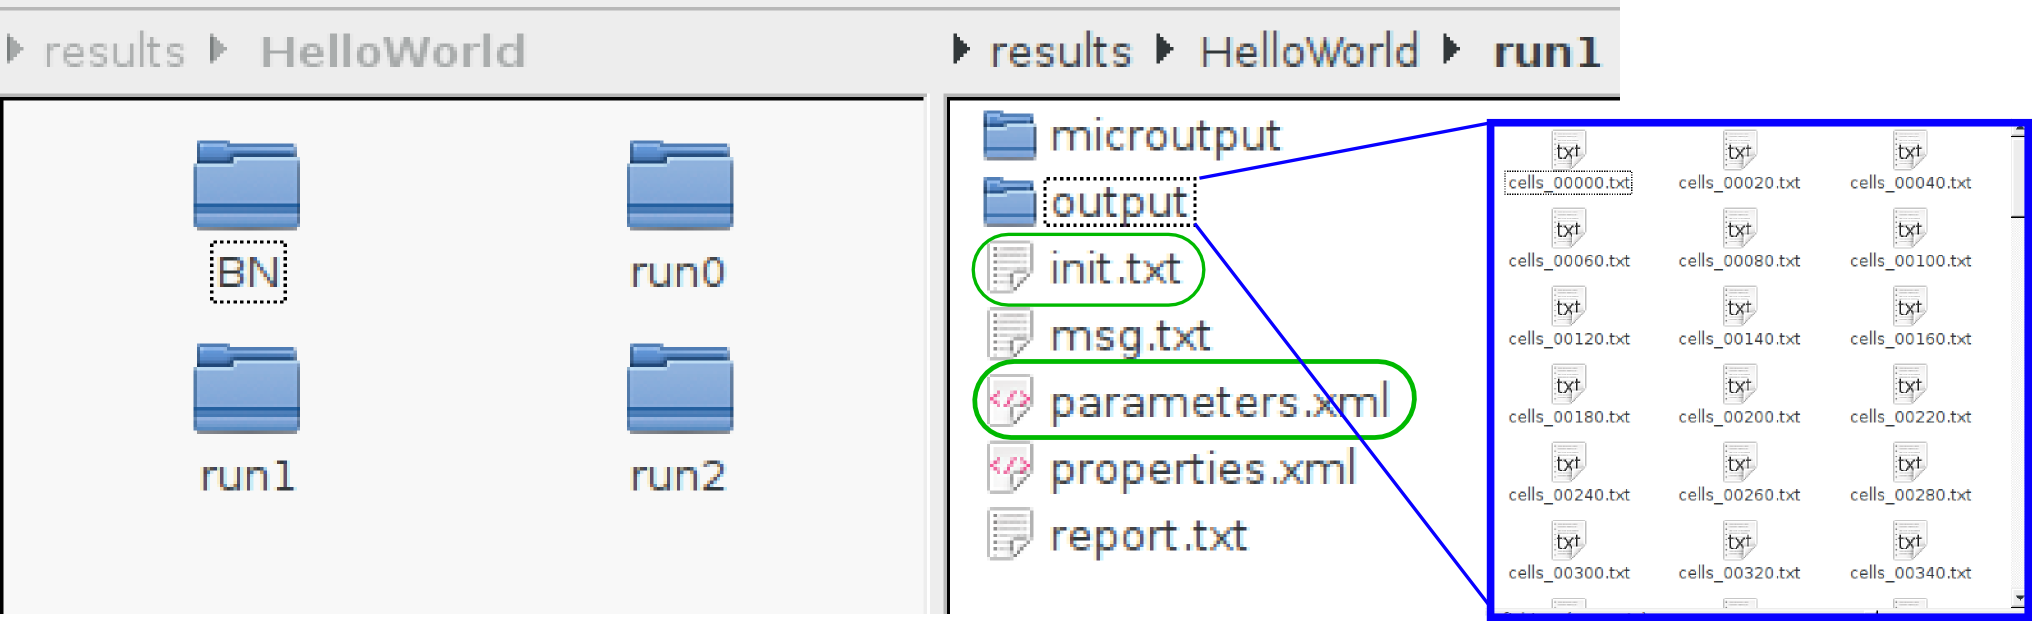 results HelloWorld
BN run0
run1 run2
results HelloWorld run1
microutput
output
init.txt
msg.txt
parameters.xml
properties.xml
report.txt
txt txt txt
cells_00000.txt cells_00020.txt cells_00040.txt
txt txt txt
cells_00060.txt cells_00080.txt cells_00100.txt
txt txt txt
cells_00120.txt cells_00140.txt cells_00160.txt
txt txt txt
cells_00180.txt cells_00200.txt cells_00220.txt
txt txt txt
cells_00240.txt cells_00260.txt cells_00280.txt
txt txt txt
cells_00300.txt cells_00320.txt cells_00340.txt